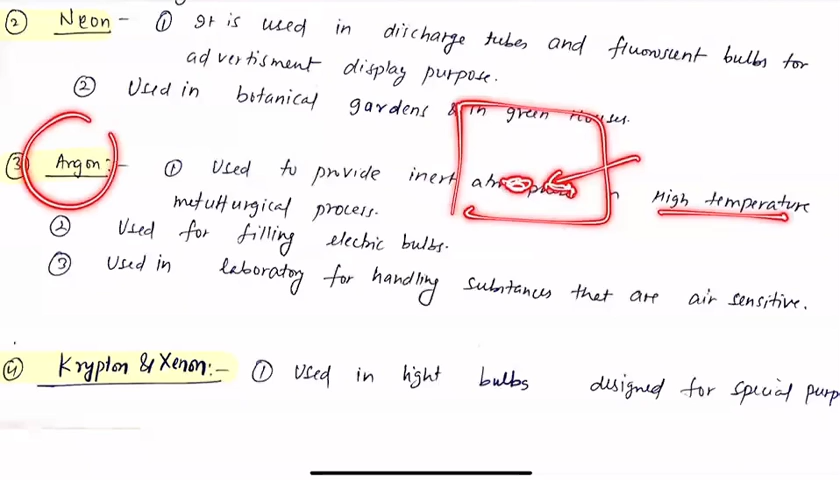 ② Neon - ① It is used in discharge tubes and fluorescent bulbs for
advertisment display purpose.
② Used in botanical gardens & in green Houses.
③ Argon:- ① Used to provide inert in High temperature
metullurgical process.
② Used for filling electric bulbs.
③ Used in laboratory for handling substances that are air sensitive.
④ Krypton & Xenon:- ① Used in light bulbs designed for special purp